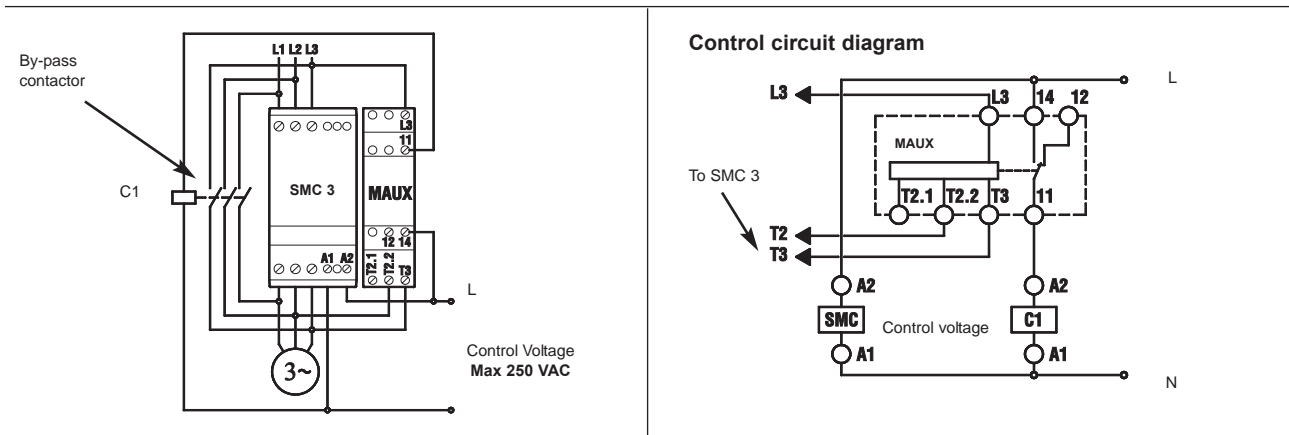 By-pass
contactor
L1 L2 L3
L3
11
C1
SMC 3
MAUX
12 14
A1 A2
T2.1
T2.2
T3
L
3~
Control Voltage
Max 250 VAC
Control circuit diagram
L
L3
L3 14 12
MAUX
To SMC 3
T2.1 T2.2 T3 11
T2
T3
A2 A2
SMC Control voltage C1
A1 A1
N